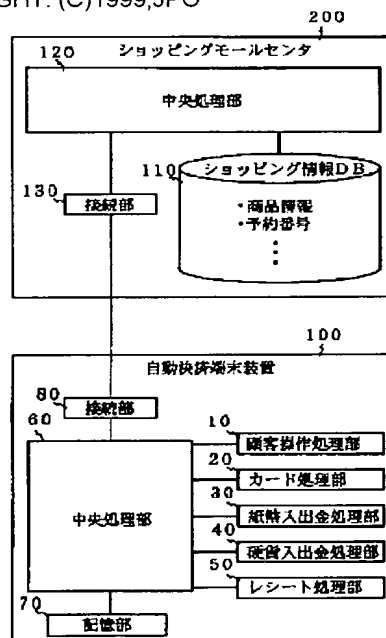 GHT: (C)1999,JPO
200
ショッピングモールセンタ
120
中央処理部
130
接続部
110
ショッピング情報DB
・商品情報
・予約番号
100
自動決済端末装置
80
接続部
60
中央処理部
10
顧客操作処理部
20
カード処理部
30
紙幣入出金処理部
40
硬貨入出金処理部
50
レシート処理部
70
記憶部